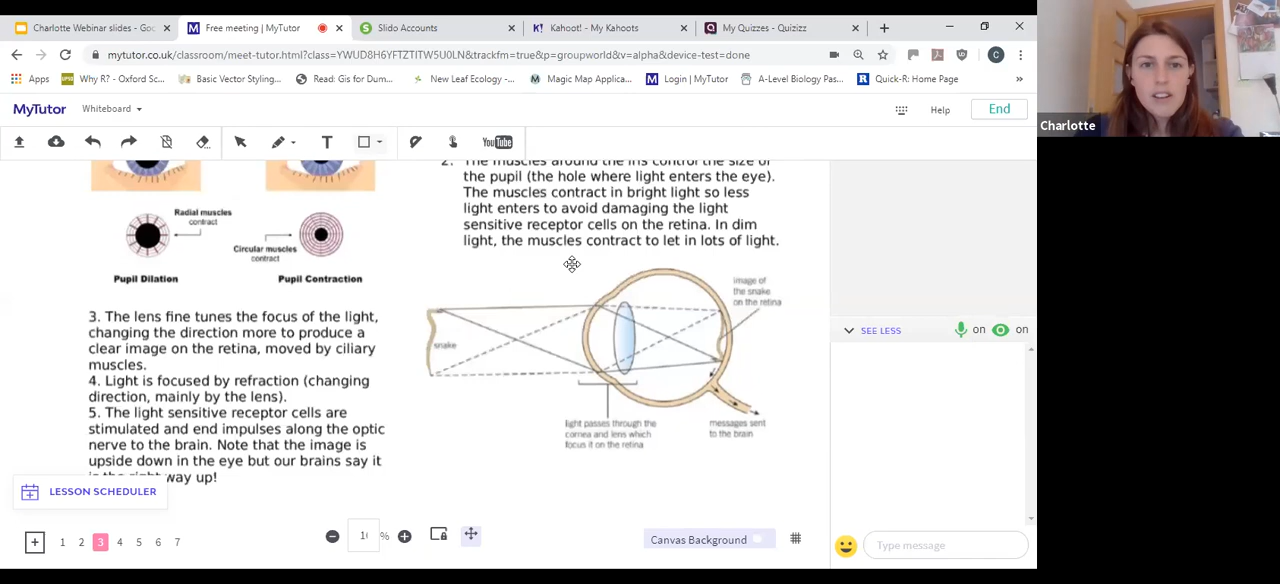 Charlotte Webinar slides - Goo
Free meeting | MyTutor
Slido Accounts
Kahoot! - My Kahoots
My Quizzes - Quizizz
mytutor.co.uk/classroom/meet-tutor.html?class=YWUD8H6YFTZTITW5U0LN&trackfm=true&p=groupworld&v=alpha&device-test=done
Apps
Why R? - Oxford Sc...
Basic Vector Styling...
Read: Gis for Dum...
New Leaf Ecology -...
Magic Map Applica...
Login | MyTutor
A-Level Biology Pas...
Quick-R: Home Page
MyTutor
Whiteboard
Help
End
Charlotte
YouTube
2. The muscles around the iris control the size of
the pupil (the hole where light enters the eye).
The muscles contract in bright light so less
light enters to avoid damaging the light
sensitive receptor cells on the retina. In dim
light, the muscles contract to let in lots of light.
Radial muscles
contract
Circular muscles
contract
Pupil Dilation
Pupil Contraction
image of
the snake
on the retina
snake
light passes through the
cornea and lens which
focus it on the retina
messages sent
to the brain
3. The lens fine tunes the focus of the light,
changing the direction more to produce a
clear image on the retina, moved by ciliary
muscles.
4. Light is focused by refraction (changing
direction, mainly by the lens).
5. The light sensitive receptor cells are
stimulated and end impulses along the optic
nerve to the brain. Note that the image is
upside down in the eye but our brains say it
way up!
SEE LESS
on
on
LESSON SCHEDULER
1 2 3 4 5 6 7
%
Canvas Background
Type message